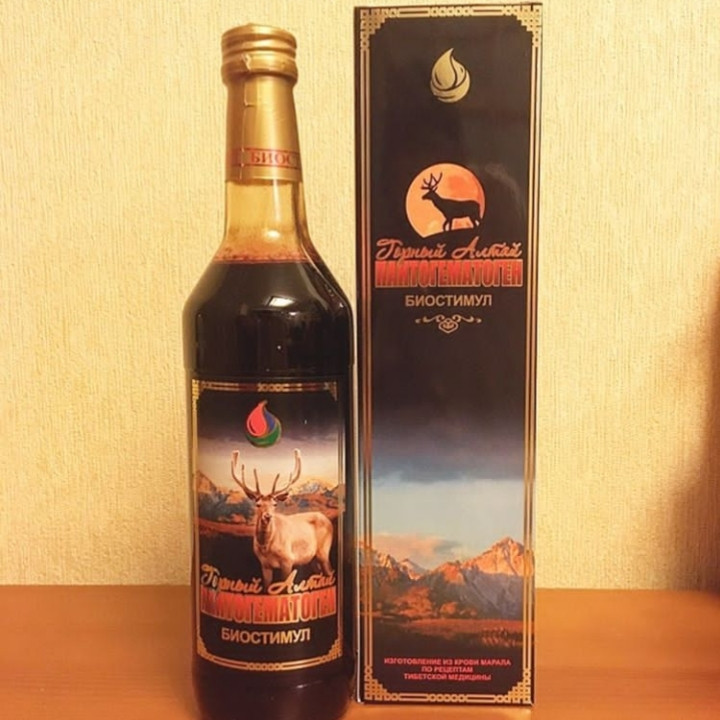 БИОС
Горный Алтай
ПАНТОГЕМАТОГЕН
БИОСТИМУЛ
ИЗГОТОВЛЕНИЕ ИЗ КРОВИ МАРАЛА
ПО РЕЦЕПТАМ
ТИБЕТСКОЙ МЕДИЦИНЫ
Горный Алтай
ПАНТОГЕМАТОГЕН
БИОСТИМУЛ